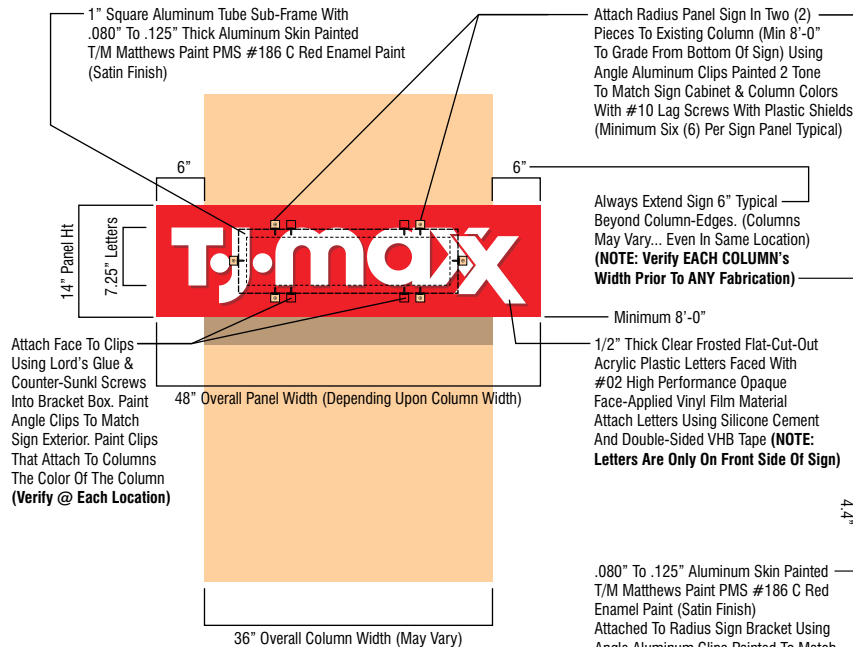 1” Square Aluminum Tube Sub-Frame With
.080” To .125” Thick Aluminum Skin Painted
T/M Matthews Paint PMS #186 C Red Enamel Paint
(Satin Finish)
Attach Radius Panel Sign In Two (2)
Pieces To Existing Column (Min 8’-0”
To Grade From Bottom Of Sign) Using
Angle Aluminum Clips Painted 2 Tone
To Match Sign Cabinet & Column Colors
With #10 Lag Screws With Plastic Shields
(Minimum Six (6) Per Sign Panel Typical)
6”
6”
Always Extend Sign 6” Typical
Beyond Column-Edges. (Columns
May Vary... Even In Same Location)
(NOTE: Verify EACH COLUMN’s
Width Prior To ANY Fabrication)
14” Panel Ht
7.25” Letters
T·J·maxx
Minimum 8’-0”
Attach Face To Clips
Using Lord’s Glue &
Counter-Sunkl Screws
Into Bracket Box. Paint
Angle Clips To Match
Sign Exterior. Paint Clips
That Attach To Columns
The Color Of The Column
(Verify @ Each Location)
48” Overall Panel Width (Depending Upon Column Width)
1/2” Thick Clear Frosted Flat-Cut-Out
Acrylic Plastic Letters Faced With
#02 High Performance Opaque
Face-Applied Vinyl Film Material
Attach Letters Using Silicone Cement
And Double-Sided VHB Tape (NOTE:
Letters Are Only On Front Side Of Sign)
4.4”
.080” To .125” Aluminum Skin Painted
T/M Matthews Paint PMS #186 C Red
Enamel Paint (Satin Finish)
Attached To Radius Sign Bracket Using
Angle Aluminum Clips Painted To Match
36” Overall Column Width (May Vary)